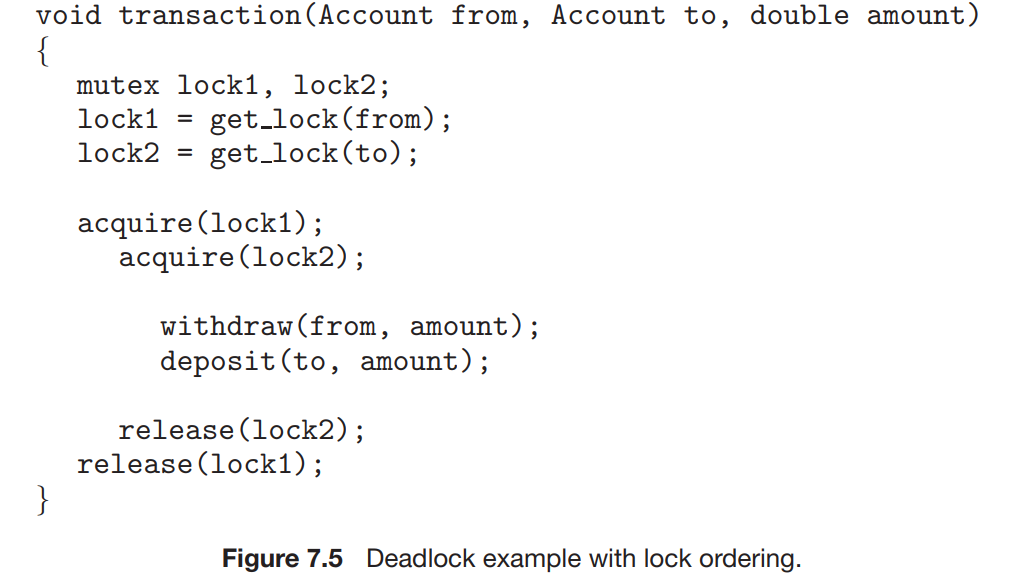 void transaction(Account from, Account to, double amount)
{
mutex lock1, lock2;
lock1 = get_lock(from);
lock2 = get_lock(to);
acquire(lock1);
acquire(lock2);
withdraw(from, amount);
deposit(to, amount);
release(lock2);
release(lock1);
}
Figure 7.5 Deadlock example with lock ordering.